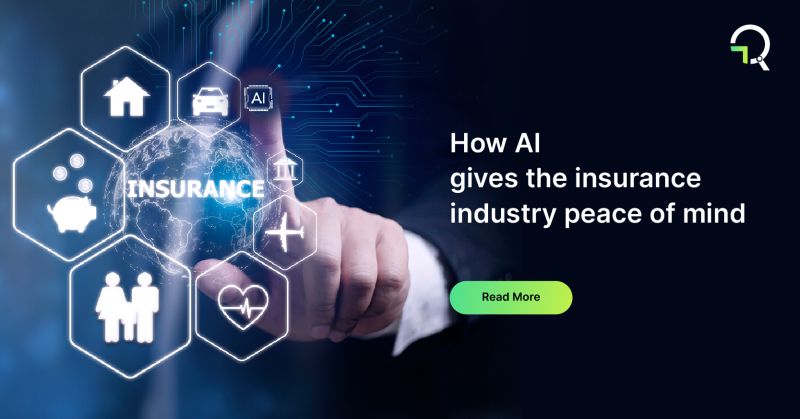 AI
INSURANCE
How AI
gives the insurance
industry peace of mind
Read More